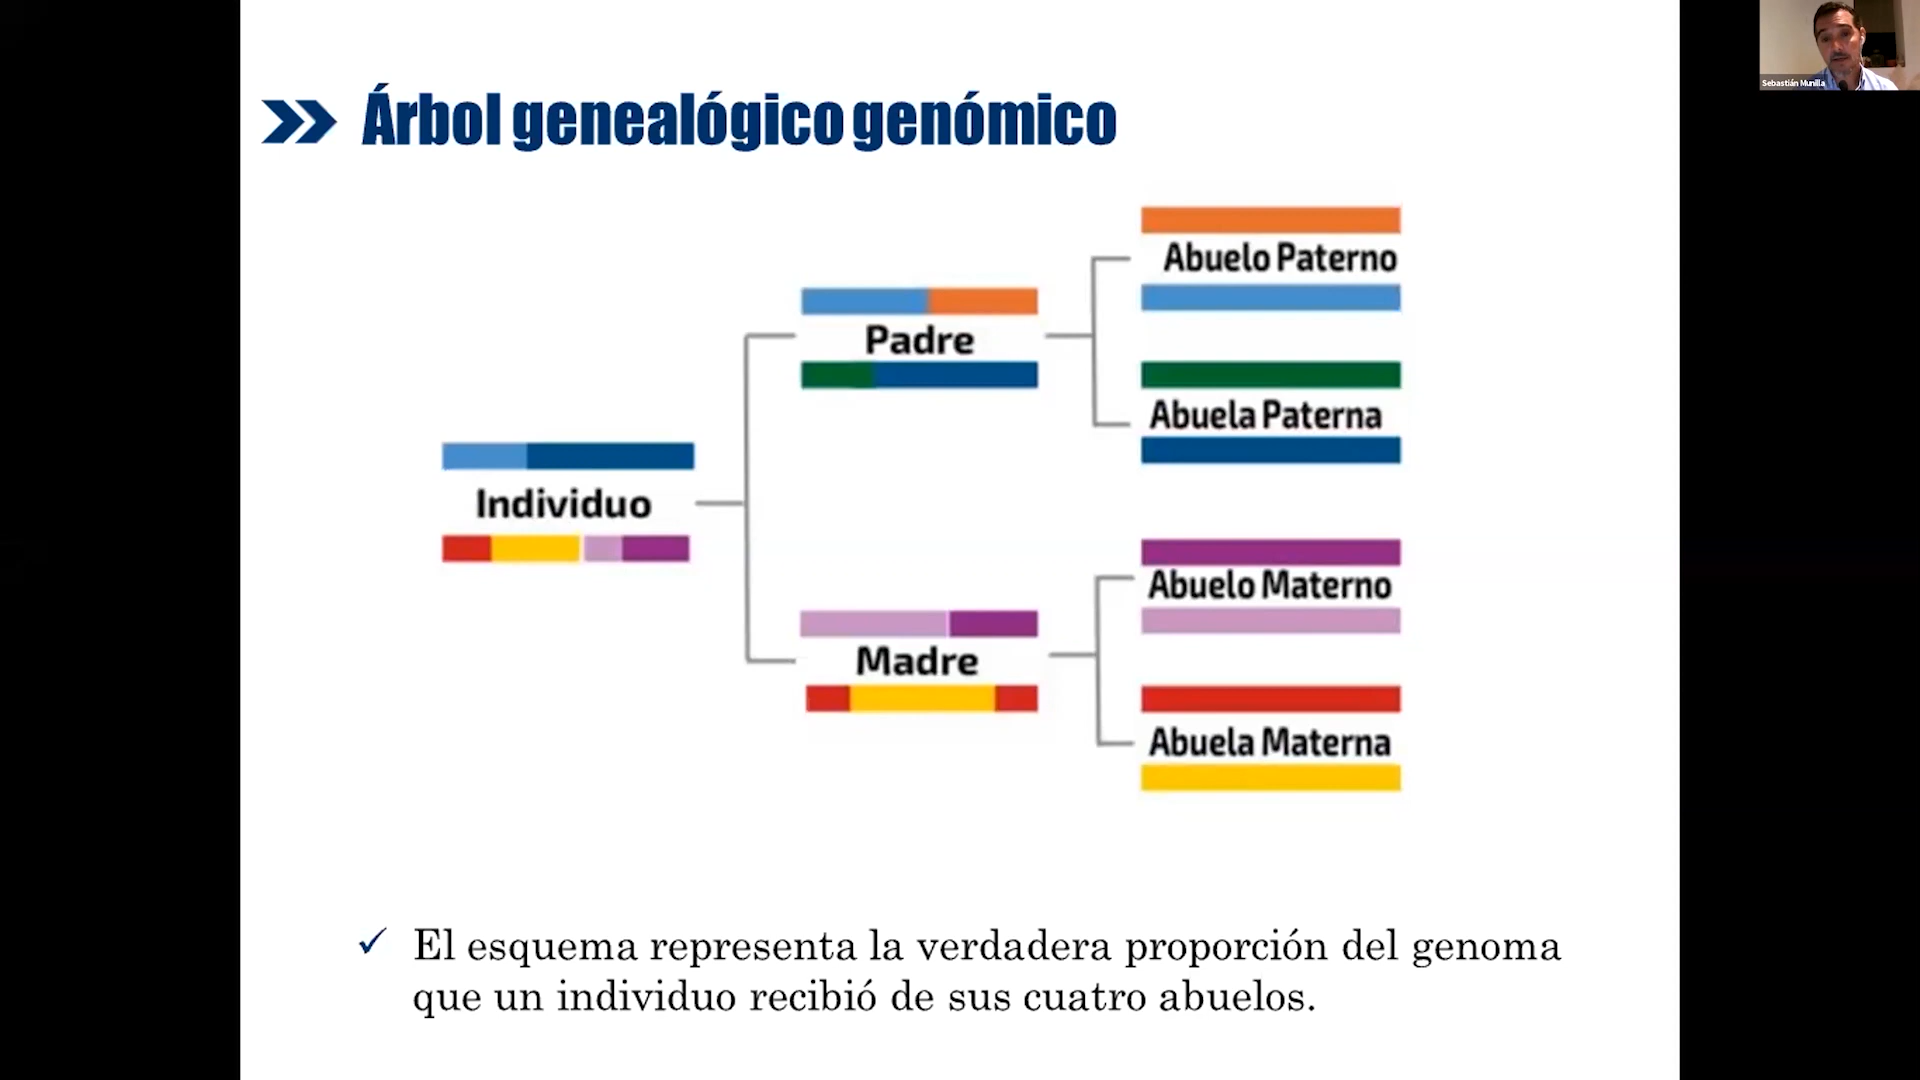 Sebastián Munilla
Árbol genealógico genómico
Abuelo Paterno
Padre
Abuela Paterna
Individuo
Abuelo Materno
Madre
Abuela Materna
✓ El esquema representa la verdadera proporción del genoma
que un individuo recibió de sus cuatro abuelos.